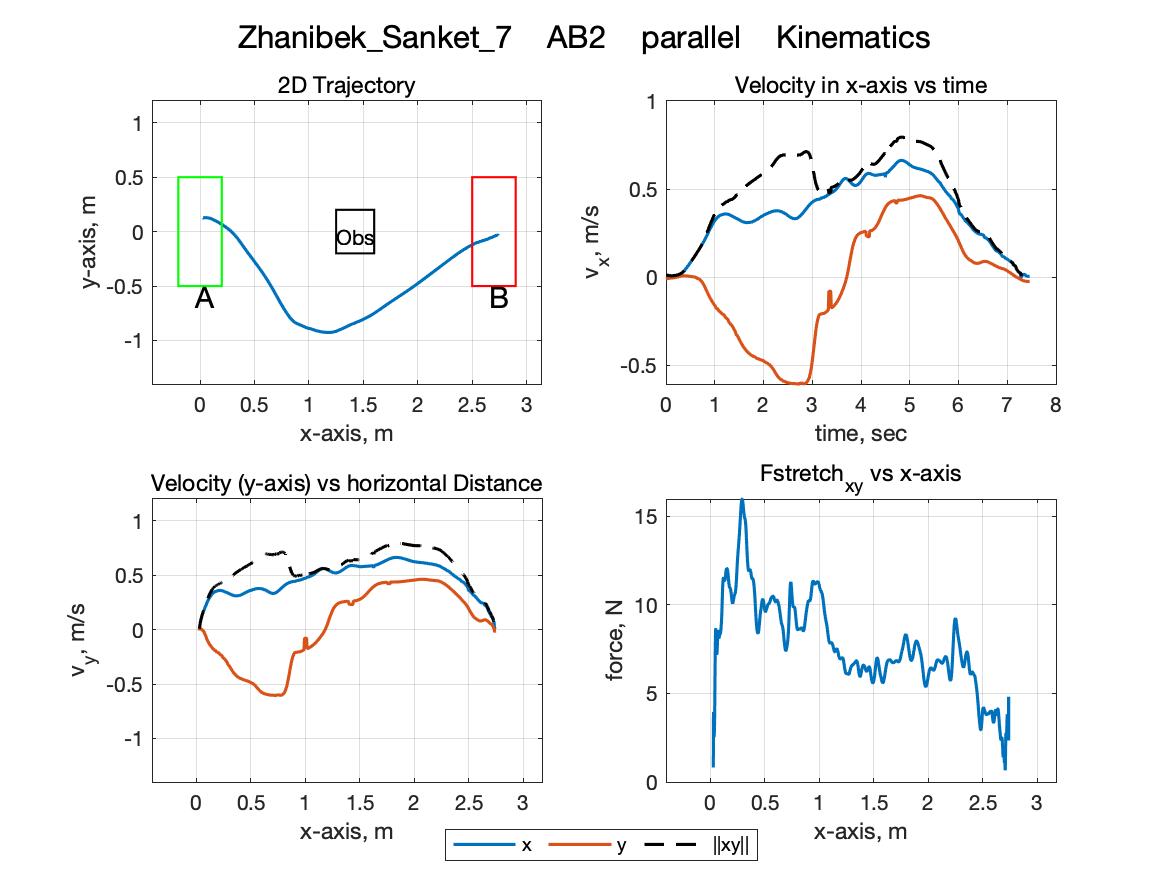 Zhanibek_Sanket_7 AB2 parallel Kinematics
2D Trajectory
1
0.5
0
-0.5
-1
y-axis, m
A
Obs
B
0 0.5 1 1.5 2 2.5 3
x-axis, m
Velocity in x-axis vs time
1
0.5
0
-0.5
v_x, m/s
0 1 2 3 4 5 6 7 8
time, sec
Velocity (y-axis) vs horizontal Distance
1
0.5
0
-0.5
-1
v_y, m/s
0 0.5 1 1.5 2 2.5 3
x-axis, m
Fstretch_xy vs x-axis
15
10
5
0
force, N
0 0.5 1 1.5 2 2.5 3
x-axis, m
x y ||xy||